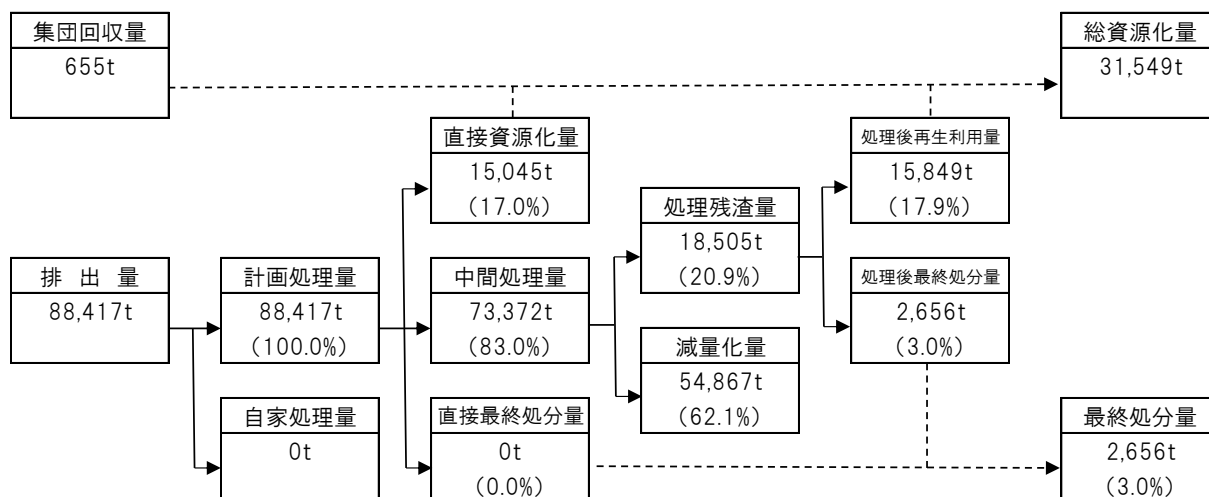 集団回収量
655t
総資源化量
31,549t
直接資源化量
15,045t
(17.0%)
処理後再生利用量
15,849t
(17.9%)
処理残渣量
18,505t
(20.9%)
排 出 量
88,417t
計画処理量
88,417t
(100.0%)
中間処理量
73,372t
(83.0%)
処理後最終処分量
2,656t
(3.0%)
減量化量
54,867t
(62.1%)
自家処理量
0t
直接最終処分量
0t
(0.0%)
最終処分量
2,656t
(3.0%)